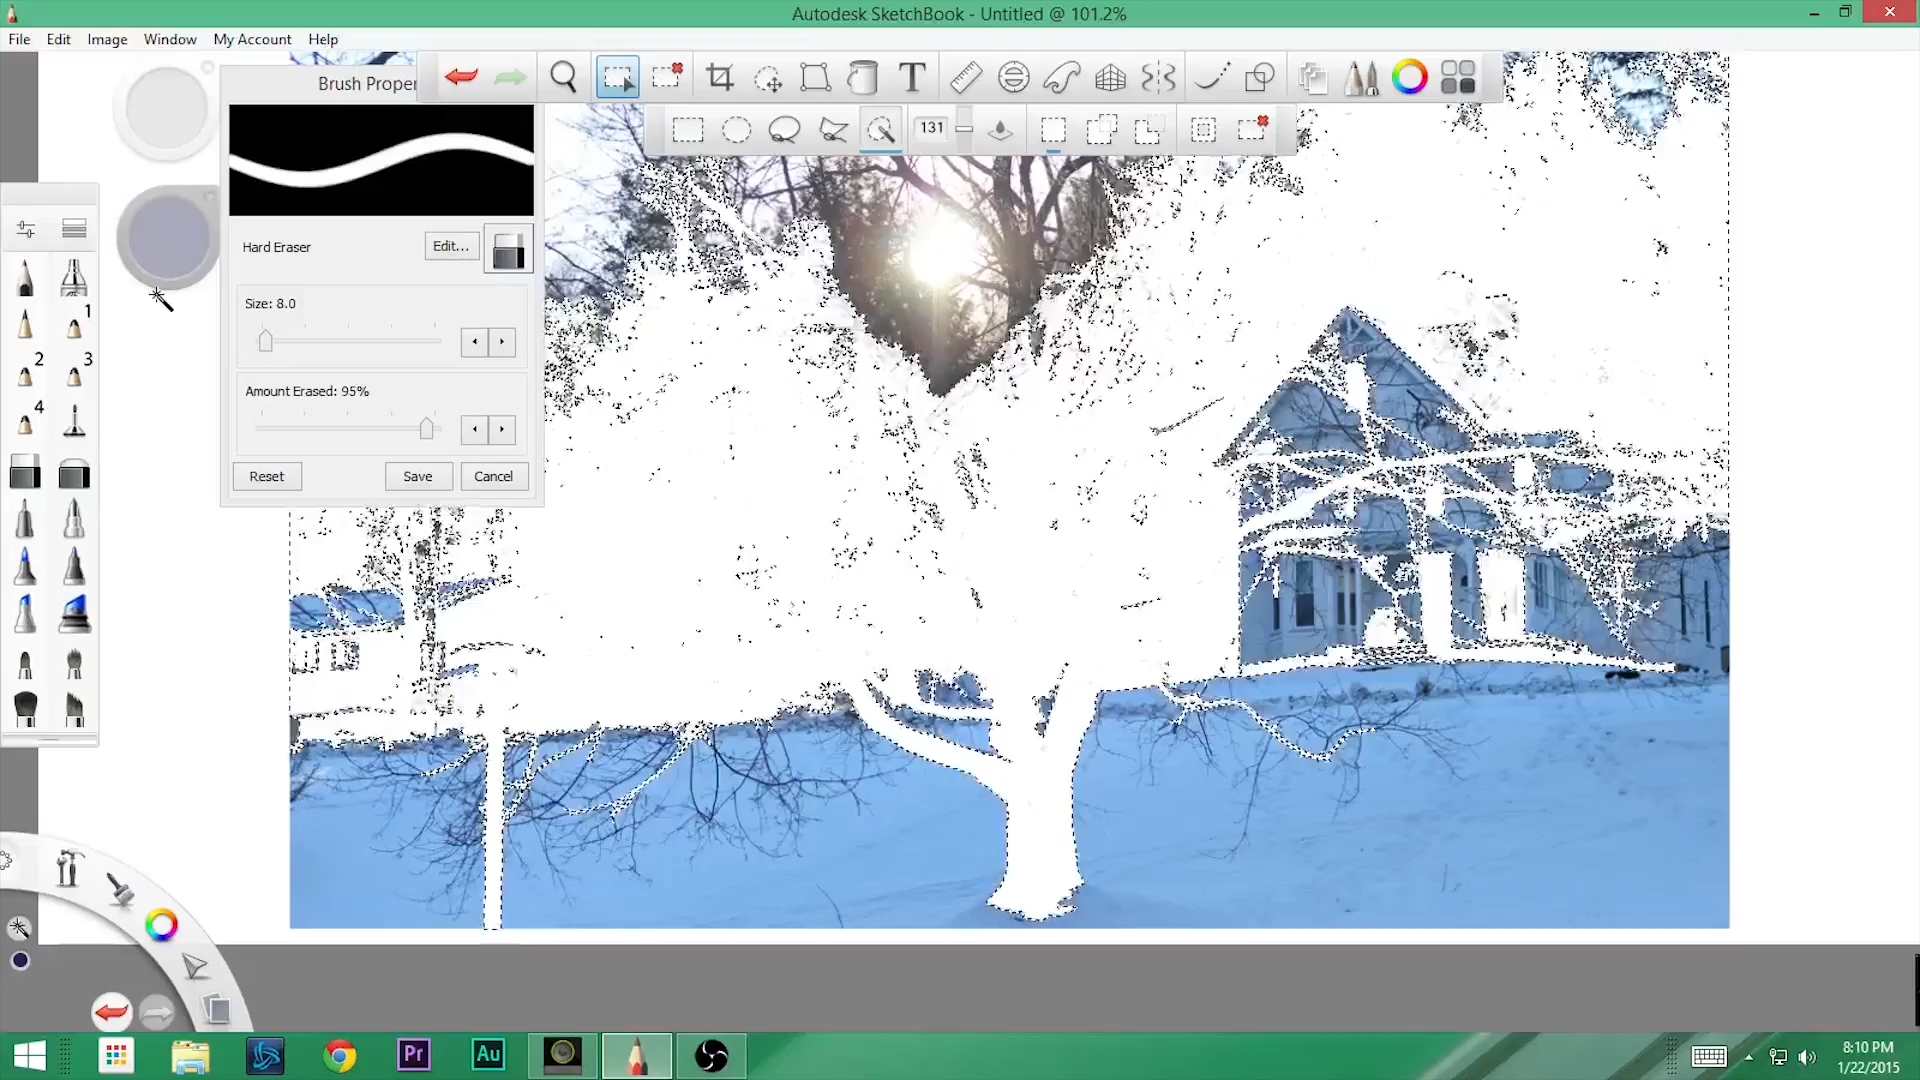 Autodesk SketchBook - Untitled @ 101.2%
File Edit Image Window My Account Help
Brush Proper
T
131
Hard Eraser
Edit...
Size: 8.0
Amount Erased: 95%
Reset Save Cancel
1
2 3
4
Pr Au
8:10 PM
1/22/2015